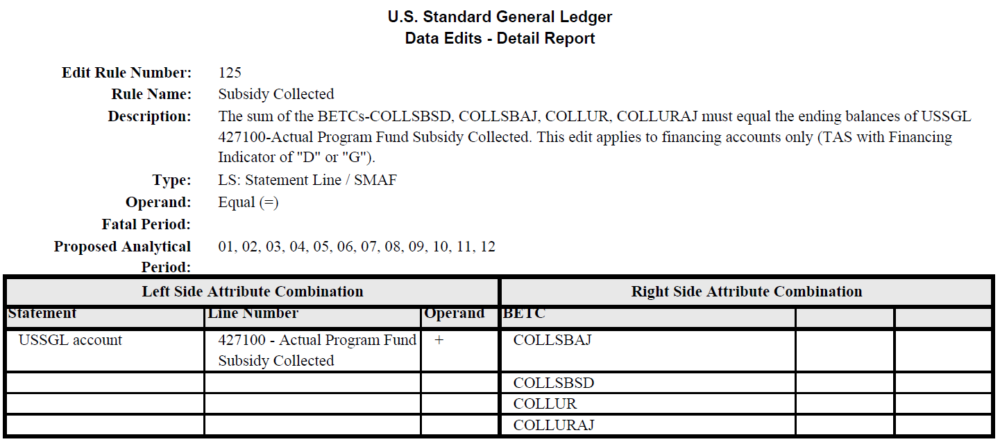 U.S. Standard General Ledger
Data Edits - Detail Report
Edit Rule Number: 125
Rule Name: Subsidy Collected
Description: The sum of the BETCs-COLLSBSD, COLLSBAJ, COLLUR, COLLURAJ must equal the ending balances of USSGL
427100-Actual Program Fund Subsidy Collected. This edit applies to financing accounts only (TAS with Financing
Indicator of "D" or "G").
Type: LS: Statement Line / SMAF
Operand: Equal (=)
Fatal Period:
Proposed Analytical 01, 02, 03, 04, 05, 06, 07, 08, 09, 10, 11, 12
Period:
Left Side Attribute Combination Right Side Attribute Combination
Statement Line Number Operand BETC
USSGL account 427100 - Actual Program Fund + COLLSBAJ
Subsidy Collected
COLLSBSD
COLLUR
COLLURAJ